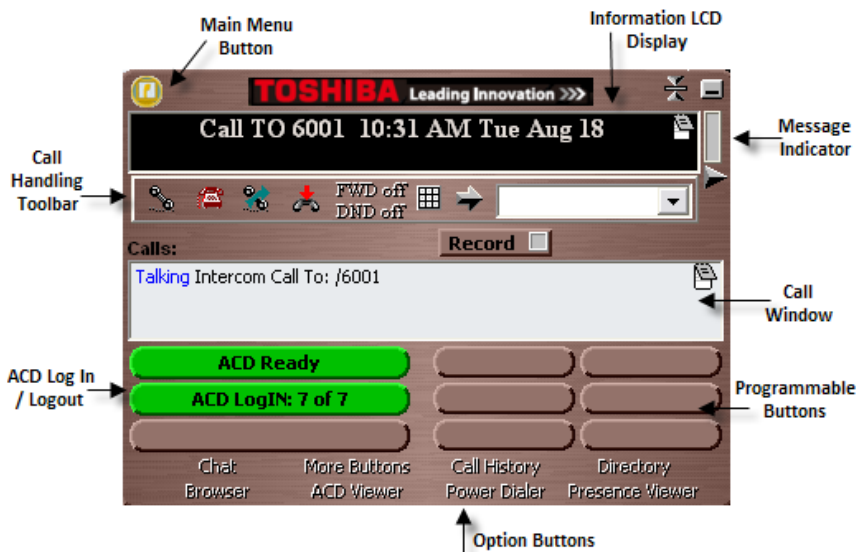 Main Menu
Button
Information LCD
Display
TOSHIBA Leading Innovation >>>
Call TO 6001 10:31 AM Tue Aug 18
Message
Indicator
Call
Handling
Toolbar
FWD off
DND off
Calls:
Record
Talking Intercom Call To: /6001
Call
Window
ACD Ready
ACD LogIN: 7 of 7
ACD Log In
/ Logout
Programmable
Buttons
Chat More Buttons Call History Directory
Browser ACD Viewer Power Dialer Presence Viewer
Option Buttons